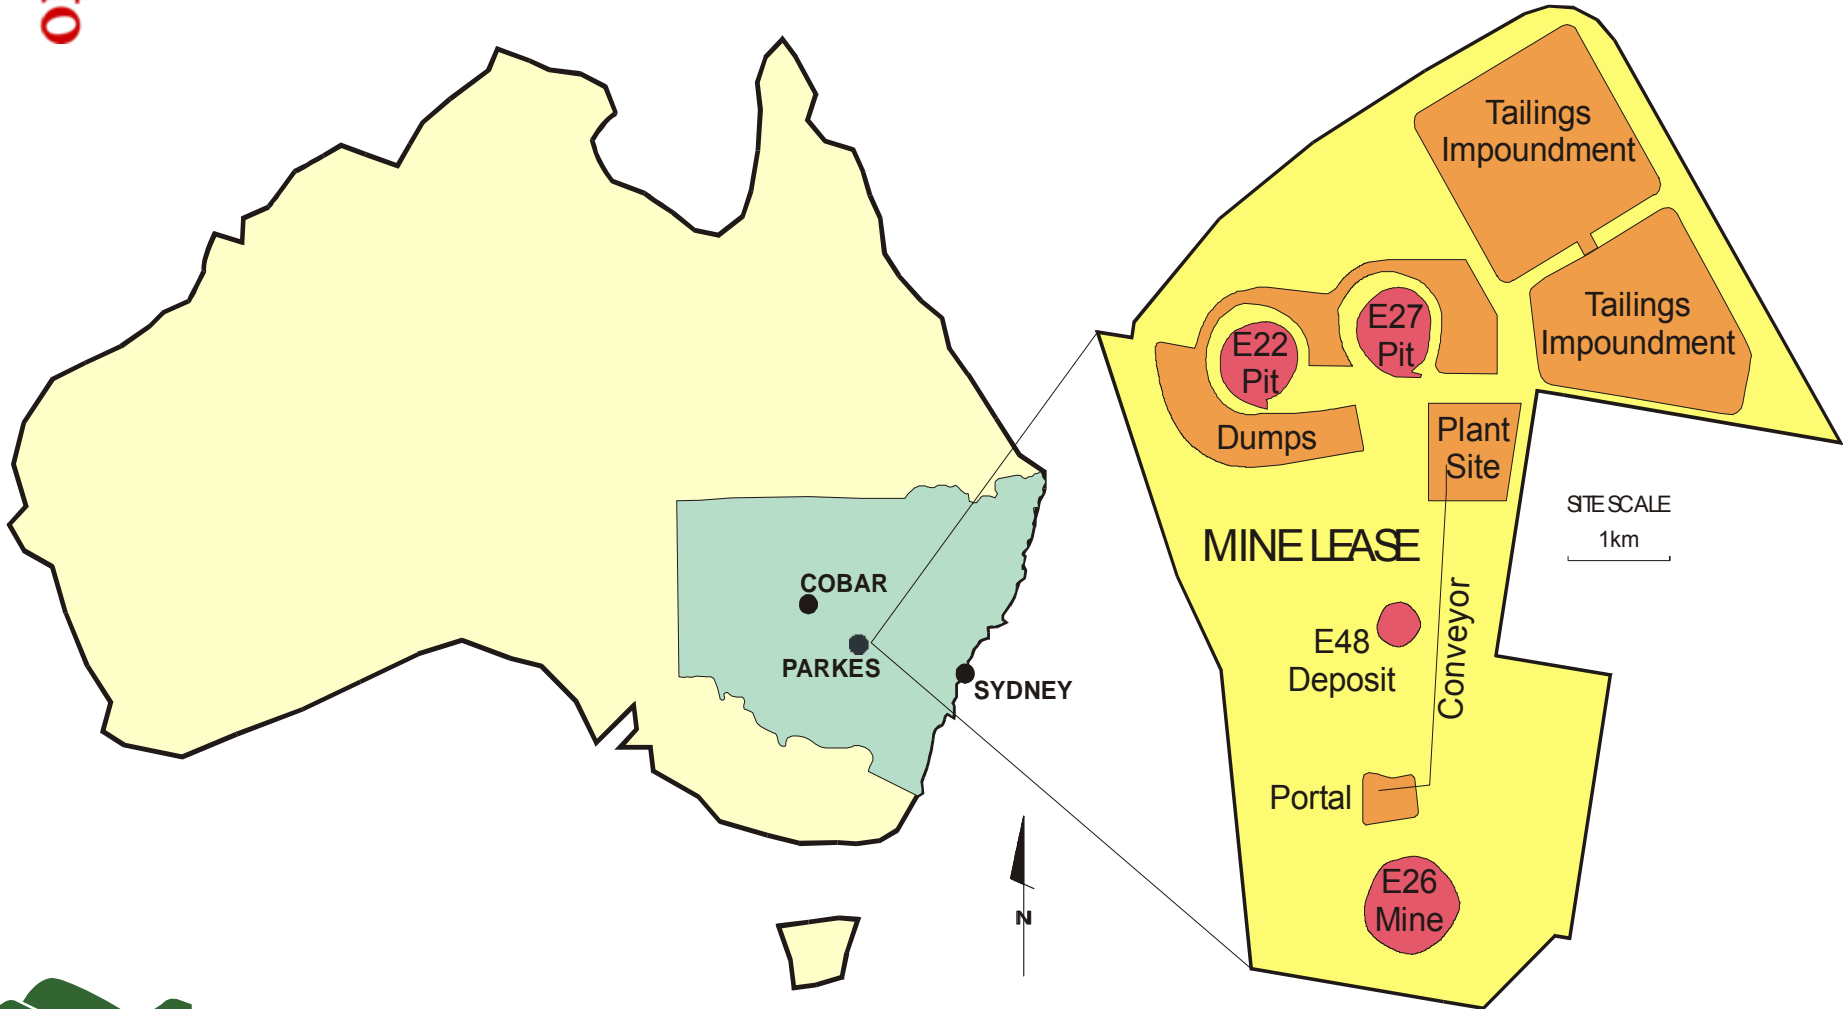 COBAR
PARKES
SYDNEY
N
Tailings
Impoundment
Tailings
Impoundment
E27
Pit
E22
Pit
Dumps
Plant
Site
SITE SCALE
1km
MINE LEASE
Conveyor
E48
Deposit
Portal
E26
Mine